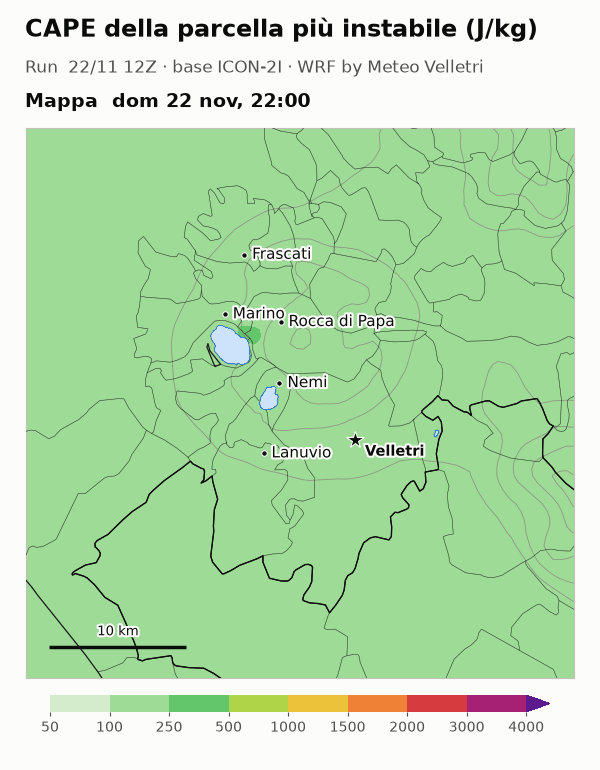 CAPE della parcella più instabile (J/kg)
Run  22/11 12Z · base ICON-2I · WRF by Meteo Velletri
Mappa  dom 22 nov, 22:00
Frascati
Marino
Rocca di Papa
Nemi
Velletri
Lanuvio
10 km
50 100 250 500 1000 1500 2000 3000 4000